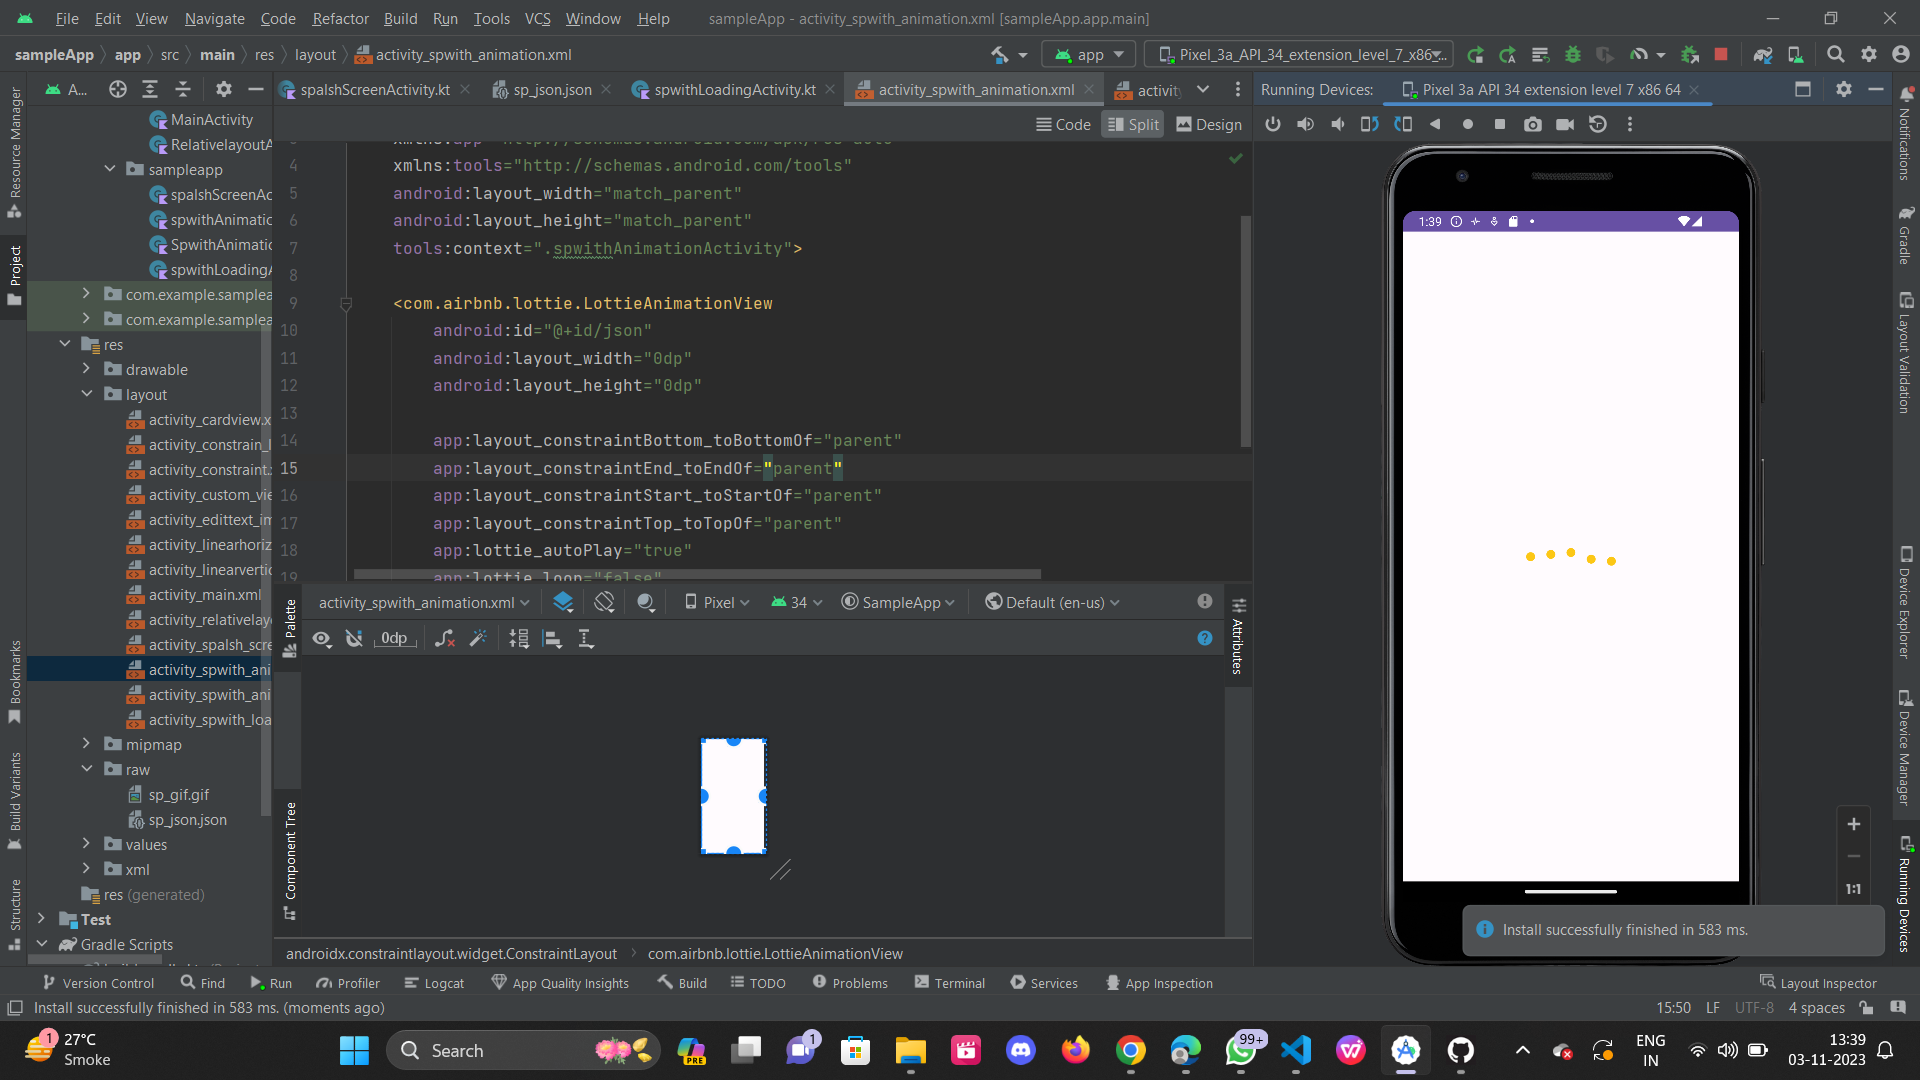 File Edit View Navigate Code Refactor Build Run Tools VCS Window Help sampleApp - activity_spwith_animation.xml [sampleApp.app.main]
sampleApp app src main res layout activity_spwith_animation.xml app Pixel_3a_API_34_extension_level_7_x86
A... spalshScreenActivity.kt sp_json.json spwithLoadingActivity.kt activity_spwith_animation.xml activity Running Devices: Pixel 3a API 34 extension level 7 x86 64
Code Split Design
Resource Manager
Project
Bookmarks
Build Variants
Structure
MainActivity
RelativelayoutA
sampleapp
spalshScreenAc
spwithAnimatic
SpwithAnimatic
spwithLoadingA
com.example.samplea
com.example.samplea
res
drawable
layout
activity_cardview.x
activity_constrain_l
activity_constraint.
activity_custom_vie
activity_edittext_im
activity_linearhoriz
activity_linearvertic
activity_main.xml
activity_relativelayo
activity_spalsh_scre
activity_spwith_ani
activity_spwith_ani
activity_spwith_loa
mipmap
raw
sp_gif.gif
sp_json.json
values
xml
res (generated)
Test
Gradle Scripts
4 xmlns:tools="http://schemas.android.com/tools"
5 android:layout_width="match_parent"
6 android:layout_height="match_parent"
7 tools:context=".spwithAnimationActivity">
8
9 <com.airbnb.lottie.LottieAnimationView
10 android:id="@+id/json"
11 android:layout_width="0dp"
12 android:layout_height="0dp"
13
14 app:layout_constraintBottom_toBottomOf="parent"
15 app:layout_constraintEnd_toEndOf="parent"
16 app:layout_constraintStart_toStartOf="parent"
17 app:layout_constraintTop_toTopOf="parent"
18 app:lottie_autoPlay="true"
19 app:lottie_loop="false"
Palette
Component Tree
activity_spwith_animation.xml Pixel 34 SampleApp Default (en-us)
0dp
Attributes
androidx.constraintlayout.widget.ConstraintLayout com.airbnb.lottie.LottieAnimationView
1:39
1:1
Install successfully finished in 583 ms.
Notifications
Gradle
Layout Validation
Device Explorer
Device Manager
Running Devices
Version Control Find Run Profiler Logcat App Quality Insights Build TODO Problems Terminal Services App Inspection Layout Inspector
Install successfully finished in 583 ms. (moments ago) 15:50 LF UTF-8 4 spaces
1 27°C
Smoke
Search
PRE
1
99+
ENG
IN
13:39
03-11-2023